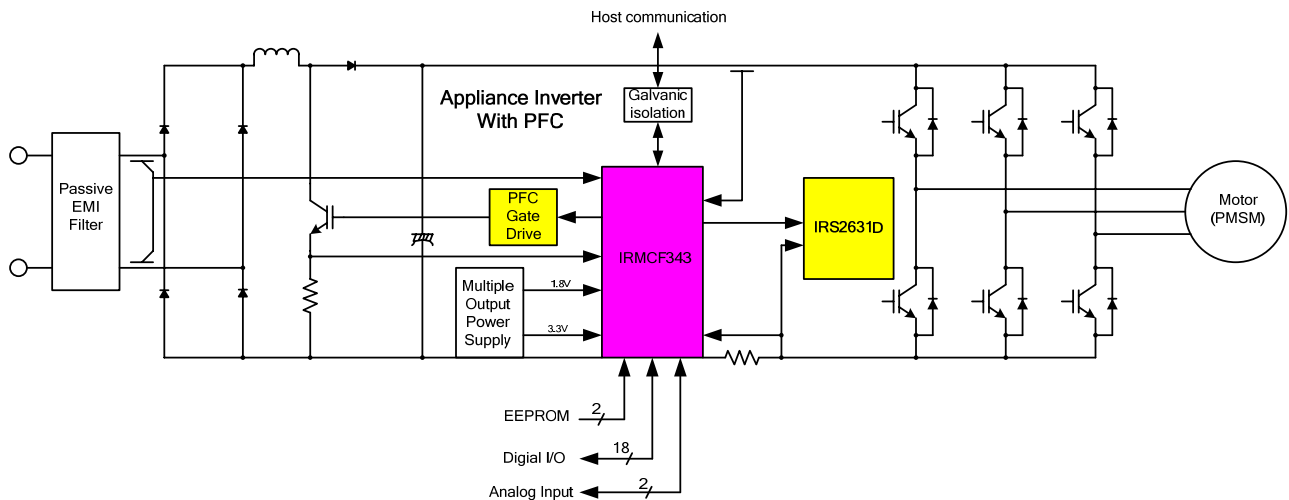 Host communication
Appliance Inverter
With PFC
Galvanic
isolation
Passive
EMI
Filter
PFC
Gate
Drive
IRMCF343
IRS2631D
Motor
(PMSM)
Multiple
Output
Power
Supply
1.8V
3.3V
EEPROM
2
Digial I/O
18
Analog Input
2